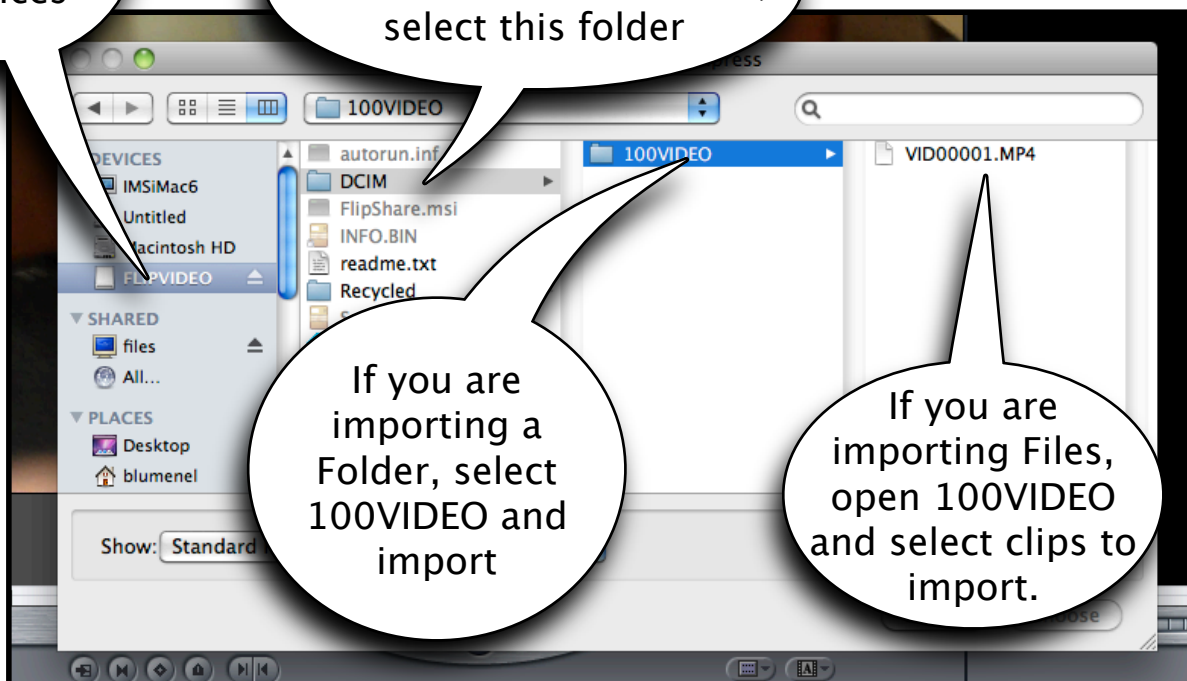 select this folder
100VIDEO
DEVICES
IMSiMac6
Untitled
Macintosh HD
FLIPVIDEO
SHARED
files
All...
PLACES
Desktop
blumenel
autorun.inf
DCIM
FlipShare.msi
INFO.BIN
readme.txt
Recycled
100VIDEO
VID00001.MP4
If you are
importing a
Folder, select
100VIDEO and
import
If you are
importing Files,
open 100VIDEO
and select clips to
import.
Show: Standard